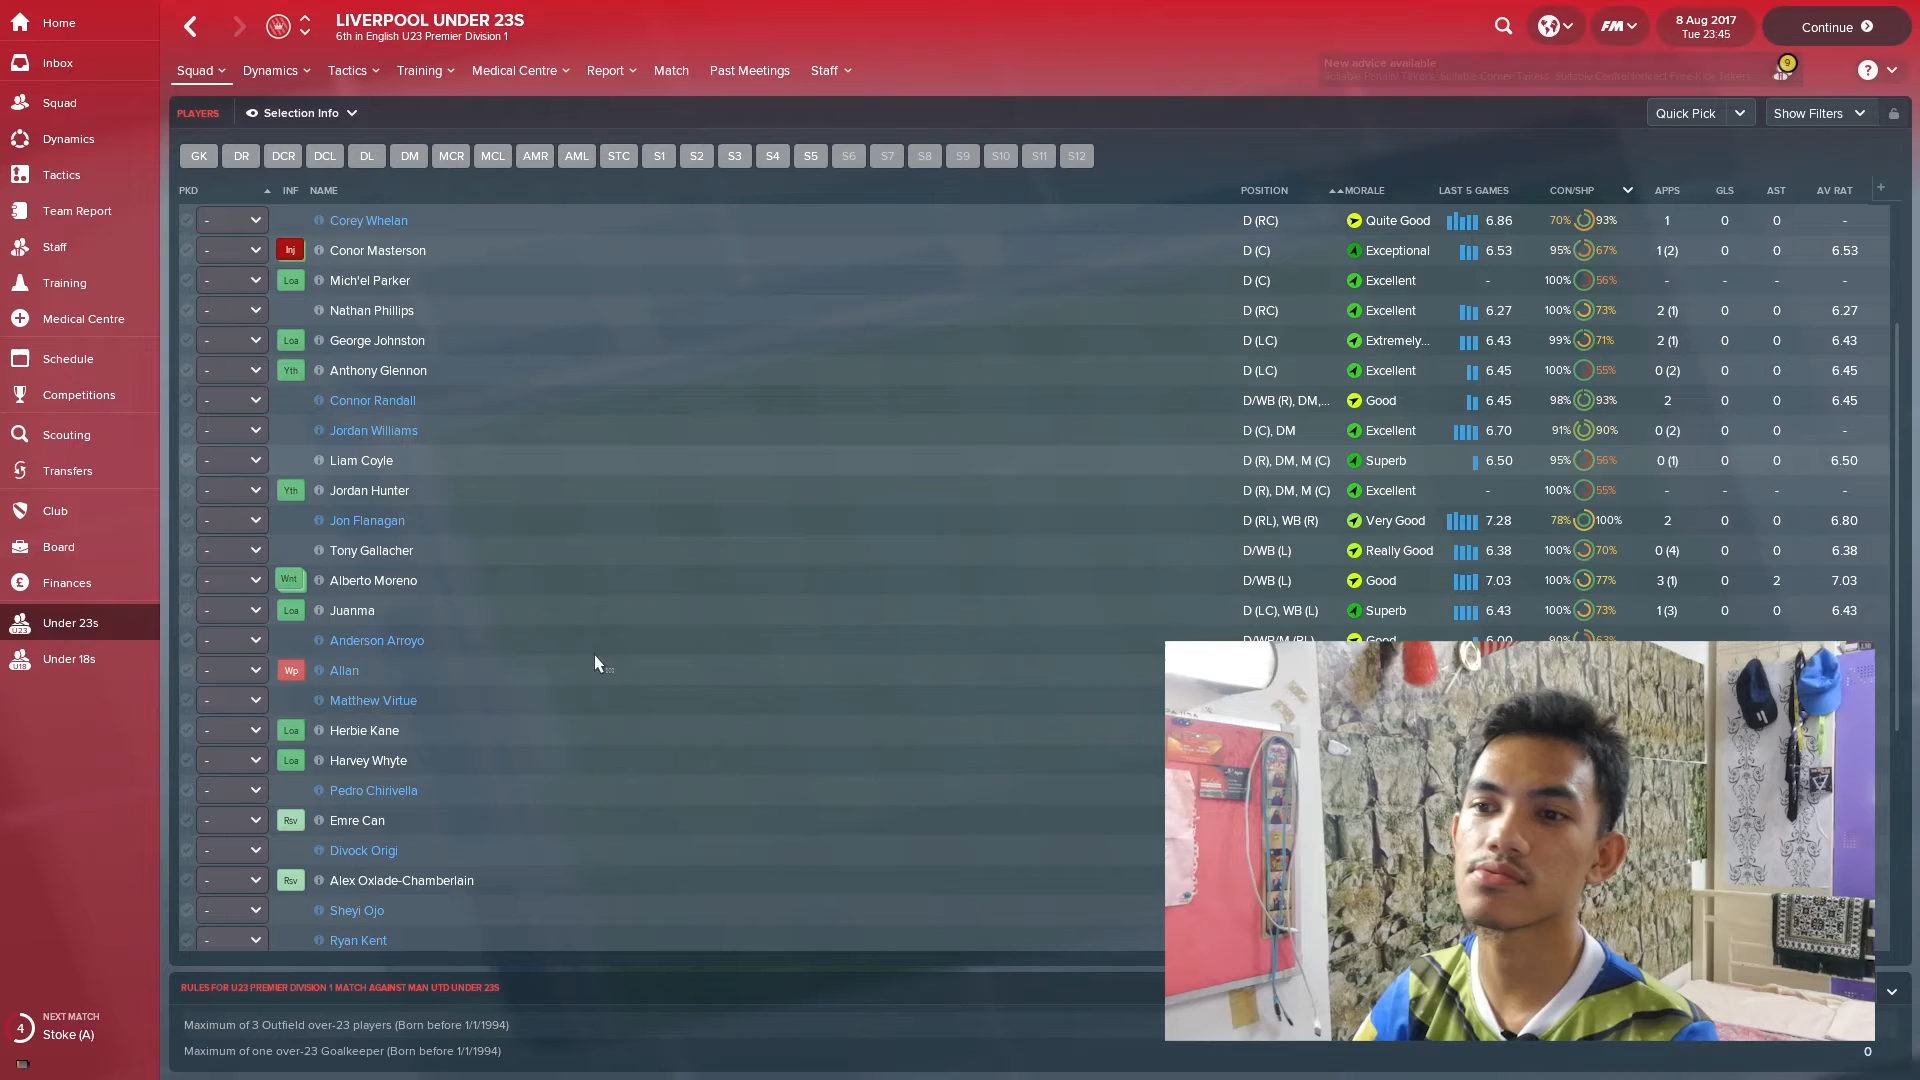 Home
Inbox
Squad
Dynamics
Tactics
Team Report
Staff
Training
Medical Centre
Schedule
Competitions
Scouting
Transfers
Club
Board
Finances
U23
Under 23s
U18
Under 18s
4
NEXT MATCH
Stoke (A)
LIVERPOOL UNDER 23S
6th in English U23 Premier Division 1
FM
8 Aug 2017
Tue 23:45
Continue
Squad Dynamics Tactics Training Medical Centre Report Match Past Meetings Staff
New advice available
9
?
PLAYERS Selection Info Quick Pick Show Filters
GK DR DCR DCL DL DM MCR MCL AMR AML STC S1 S2 S3 S4 S5 S6 S7 S8 S9 S10 S11 S12
PKD INF NAME POSITION MORALE LAST 5 GAMES CON/SHP APPS GLS AST AV RAT +
- Corey Whelan D (RC) Quite Good 6.86 70% 93% 1 0 0 -
- Inj Conor Masterson D (C) Exceptional 6.53 95% 67% 1 (2) 0 0 6.53
- Loa Mich'el Parker D (C) Excellent - 100% 56% - - - -
- Nathan Phillips D (RC) Excellent 6.27 100% 73% 2 (1) 0 0 6.27
- Loa George Johnston D (LC) Extremely... 6.43 99% 71% 2 (1) 0 0 6.43
- Yth Anthony Glennon D (LC) Excellent 6.45 100% 55% 0 (2) 0 0 6.45
- Connor Randall D/WB (R), DM,... Good 6.45 98% 93% 2 0 0 6.45
- Jordan Williams D (C), DM Excellent 6.70 91% 90% 0 (2) 0 0 -
- Liam Coyle D (R), DM, M (C) Superb 6.50 95% 56% 0 (1) 0 0 6.50
- Yth Jordan Hunter D (R), DM, M (C) Excellent - 100% 55% - - - -
- Jon Flanagan D (RL), WB (R) Very Good 7.28 78% 100% 2 0 0 6.80
- Tony Gallacher D/WB (L) Really Good 6.38 100% 70% 0 (4) 0 0 6.38
- Wnt Alberto Moreno D/WB (L) Good 7.03 100% 77% 3 (1) 0 2 7.03
- Loa Juanma D (LC), WB (L) Superb 6.43 100% 73% 1 (3) 0 0 6.43
- Anderson Arroyo D/WB/M (RL) Good 6.00 90% 63%
- Wp Allan
- Matthew Virtue
- Loa Herbie Kane
- Loa Harvey Whyte
- Pedro Chirivella
- Rsv Emre Can
- Divock Origi
- Rsv Alex Oxlade-Chamberlain
- Sheyi Ojo
- Ryan Kent
RULES FOR U23 PREMIER DIVISION 1 MATCH AGAINST MAN UTD UNDER 23S
Maximum of 3 Outfield over-23 players (Born before 1/1/1994)
Maximum of one over-23 Goalkeeper (Born before 1/1/1994) 0